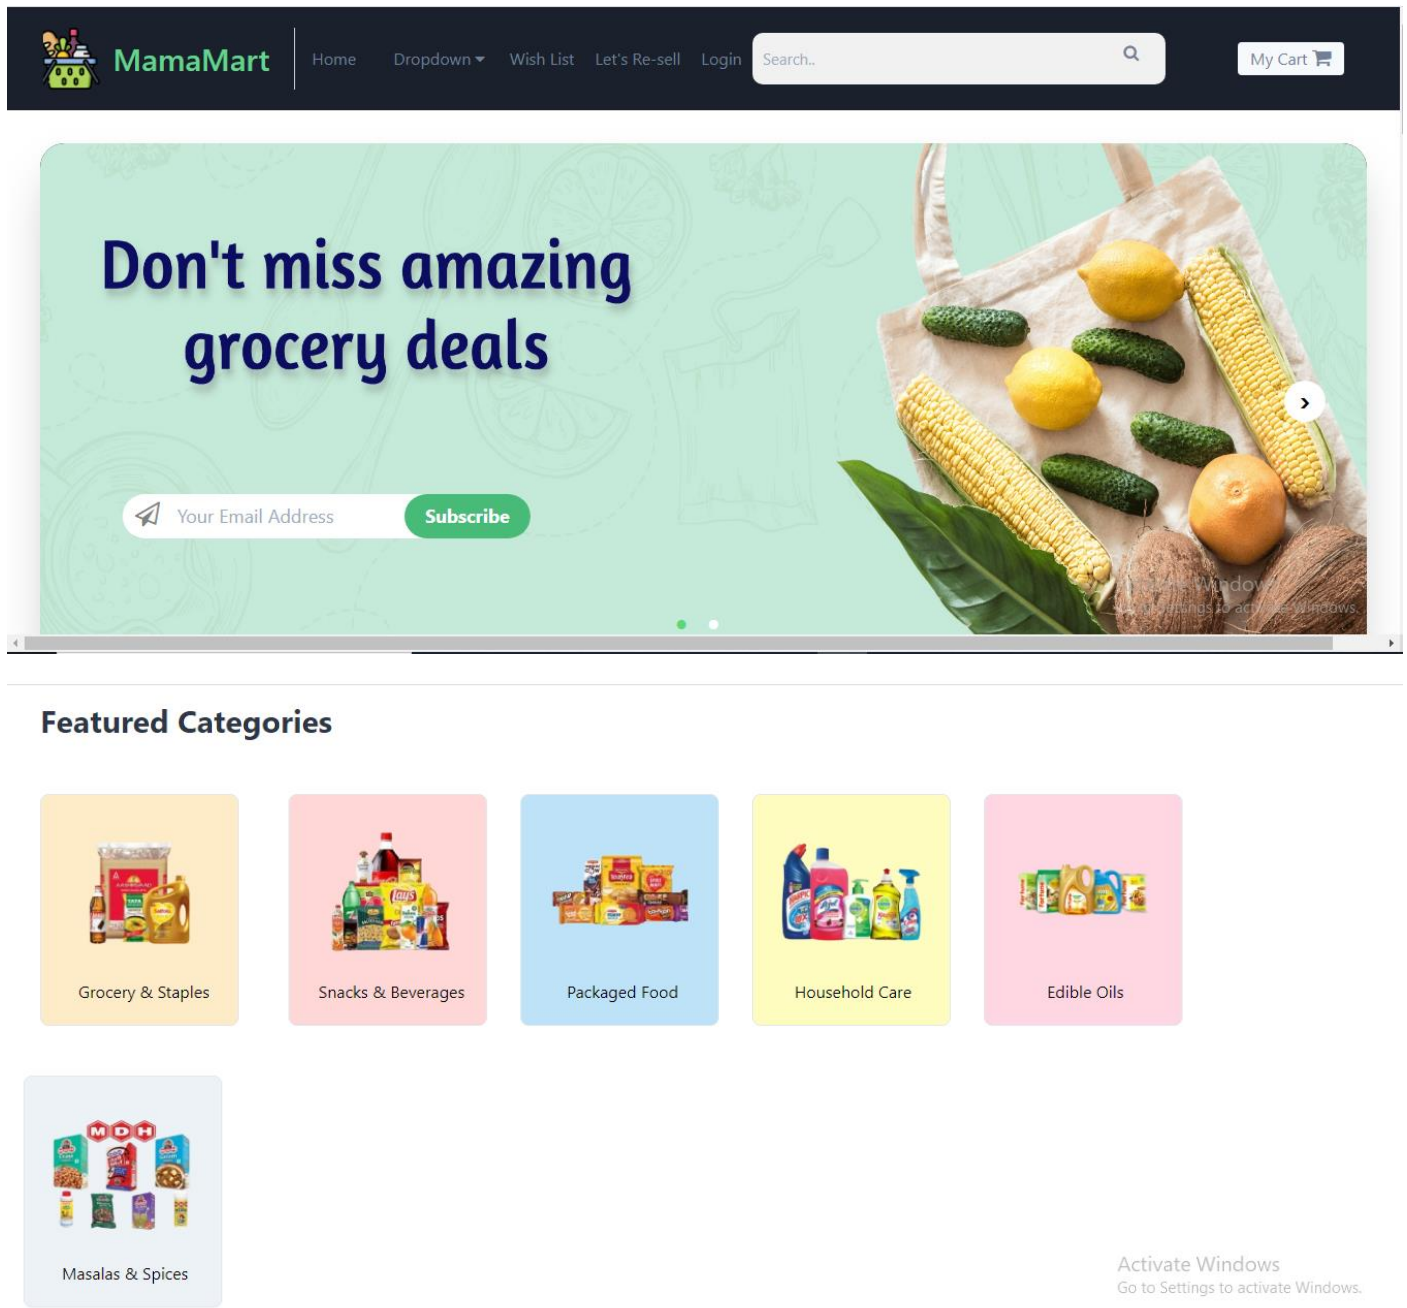 MamaMart
Home
Dropdown
Wish List
Let's Re-sell
Login
Search..
My Cart
Don't miss amazing
grocery deals
Your Email Address
Subscribe
Featured Categories
Lays
Grocery & Staples
Snacks & Beverages
Packaged Food
Household Care
Edible Oils
MDH
Masalas & Spices
Activate Windows
Go to Settings to activate Windows.